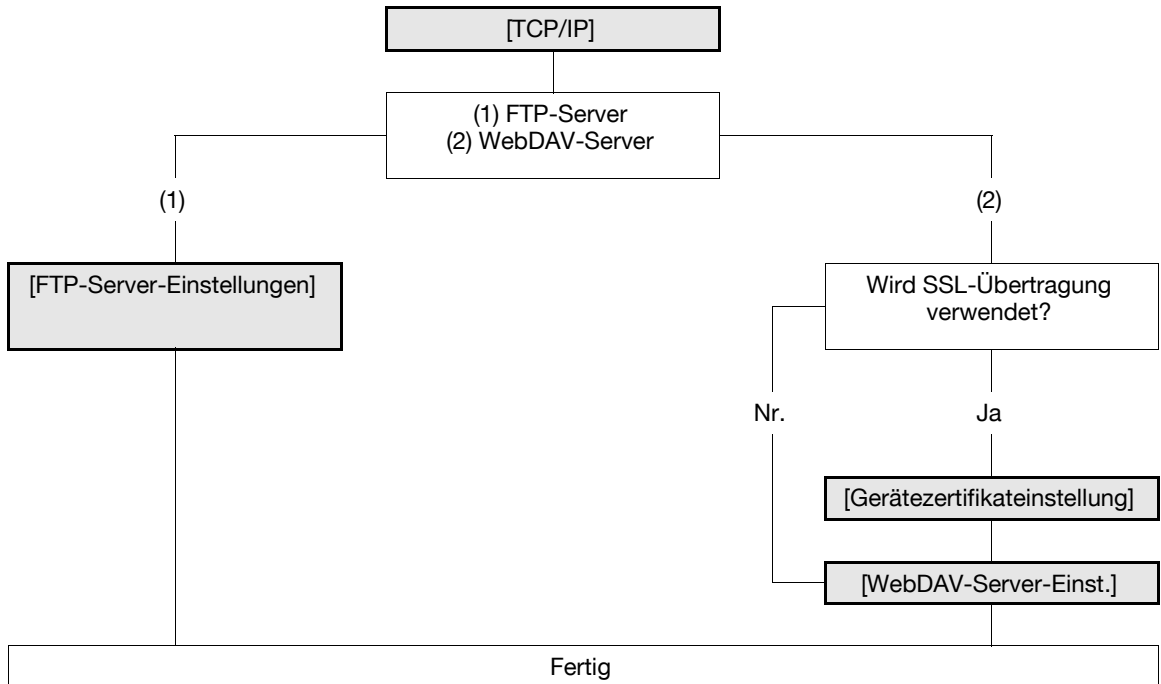 [TCP/IP]
(1) FTP-Server
(2) WebDAV-Server
(1)
(2)
[FTP-Server-Einstellungen]
Wird SSL-Übertragung
verwendet?
Nr.
Ja
[Gerätezertifikateinstellung]
[WebDAV-Server-Einst.]
Fertig